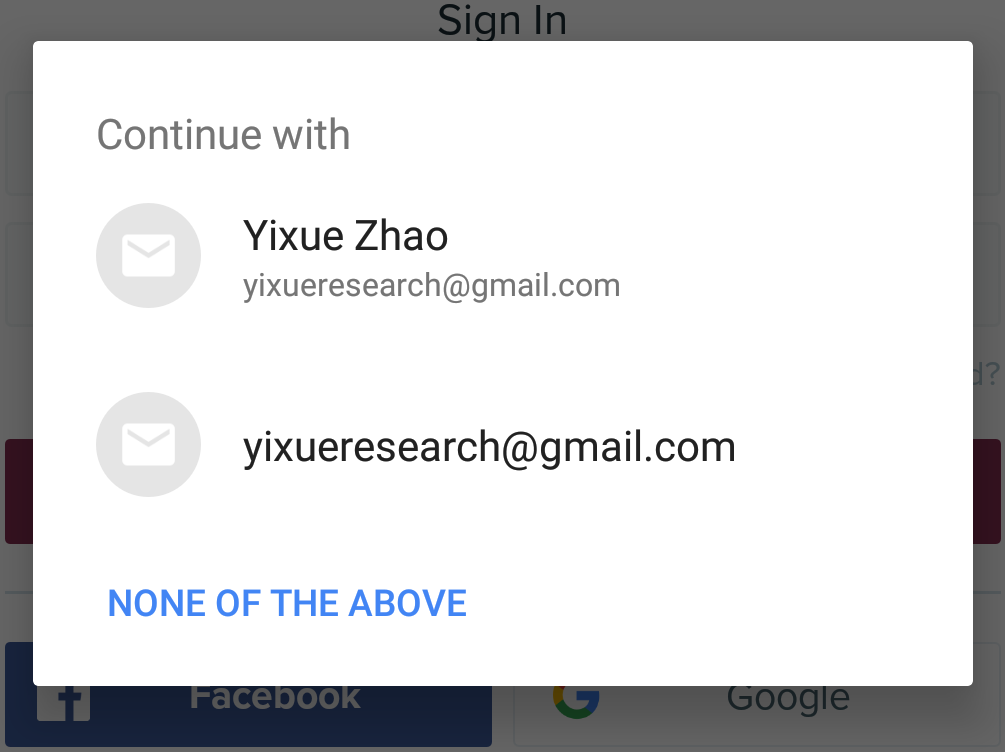 Sign In
Continue with
Yixue Zhao
yixueresearch@gmail.com
d?
yixueresearch@gmail.com
NONE OF THE ABOVE
Facebook
Google